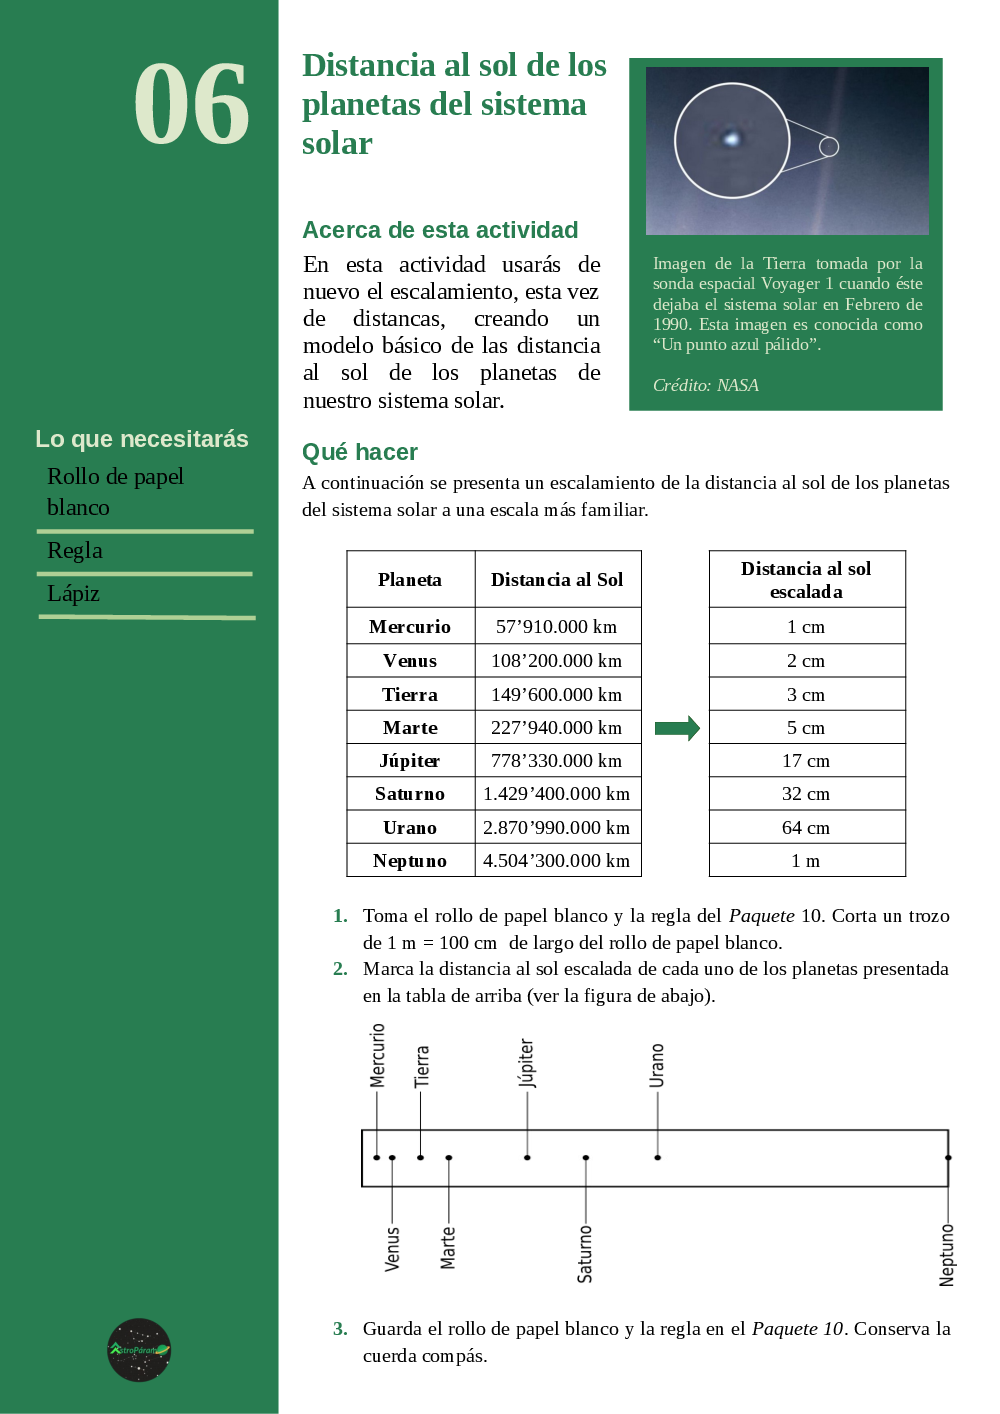 06
Distancia al sol de los
planetas del sistema
solar
Acerca de esta actividad
En esta actividad usarás de
nuevo el escalamiento, esta vez
de distancas, creando un
modelo básico de las distancia
al sol de los planetas de
nuestro sistema solar.
Imagen de la Tierra tomada por la
sonda espacial Voyager 1 cuando éste
dejaba el sistema solar en Febrero de
1990. Esta imagen es conocida como
“Un punto azul pálido”.
Crédito: NASA
Lo que necesitarás
Rollo de papel
blanco
Regla
Lápiz
Qué hacer
A continuación se presenta un escalamiento de la distancia al sol de los planetas
del sistema solar a una escala más familiar.
Planeta Distancia al Sol Distancia al sol
escalada
Mercurio 57’910.000 km 1 cm
Venus 108’200.000 km 2 cm
Tierra 149’600.000 km 3 cm
Marte 227’940.000 km 5 cm
Júpiter 778’330.000 km 17 cm
Saturno 1.429’400.000 km 32 cm
Urano 2.870’990.000 km 64 cm
Neptuno 4.504’300.000 km 1 m
1. Toma el rollo de papel blanco y la regla del Paquete 10. Corta un trozo
de 1 m = 100 cm de largo del rollo de papel blanco.
2. Marca la distancia al sol escalada de cada uno de los planetas presentada
en la tabla de arriba (ver la figura de abajo).
Mercurio
Tierra
Júpiter
Urano
Venus
Marte
Saturno
Neptuno
3. Guarda el rollo de papel blanco y la regla en el Paquete 10. Conserva la
cuerda compás.